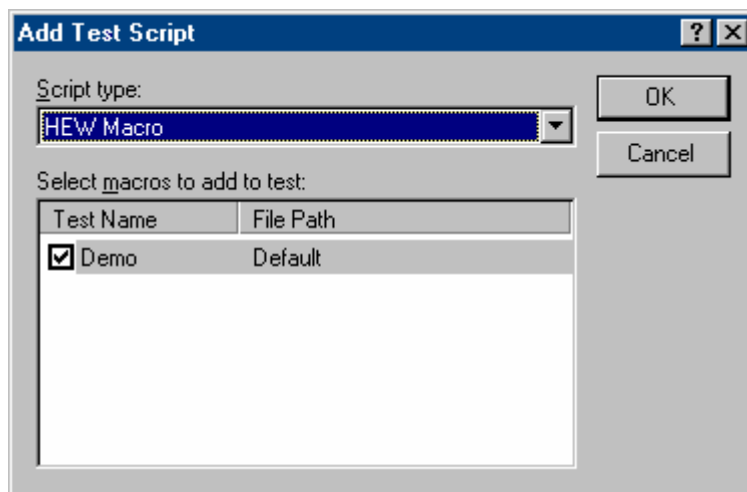 Add Test Script
Script type:
HEW Macro
OK
Cancel
Select macros to add to test:
Test Name File Path
Demo Default